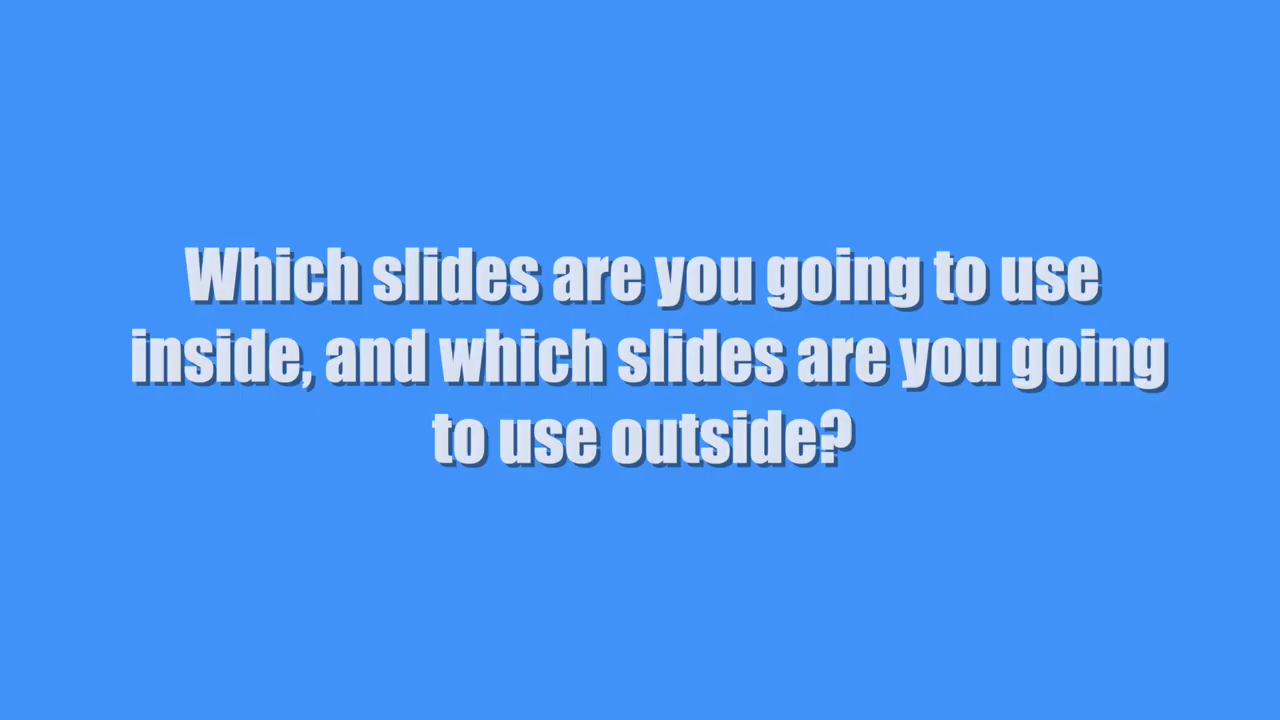 Which slides are you going to use
inside, and which slides are you going
to use outside?